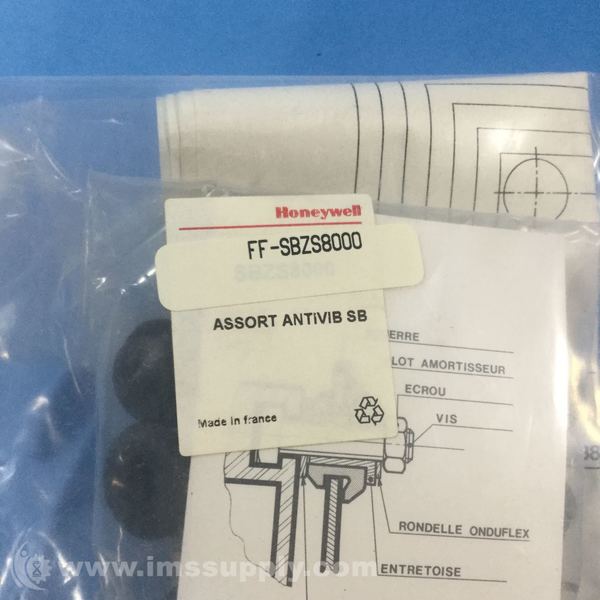 Honeywell
FF-SBZS8000
SBZS8000
ASSORT ANTIVIB SB
Made in france
LOT AMORTISSEUR
ECROU
VIS
RONDELLE ONDUFLEX
ENTRETOISE
www.imssupply.com